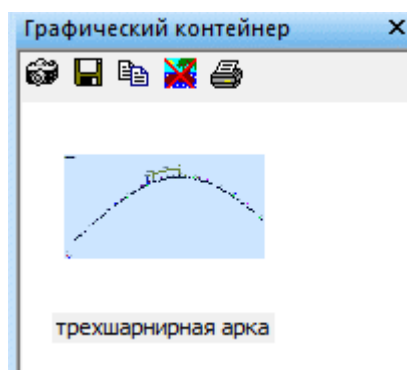 Графический контейнер
трехшарнирная арка